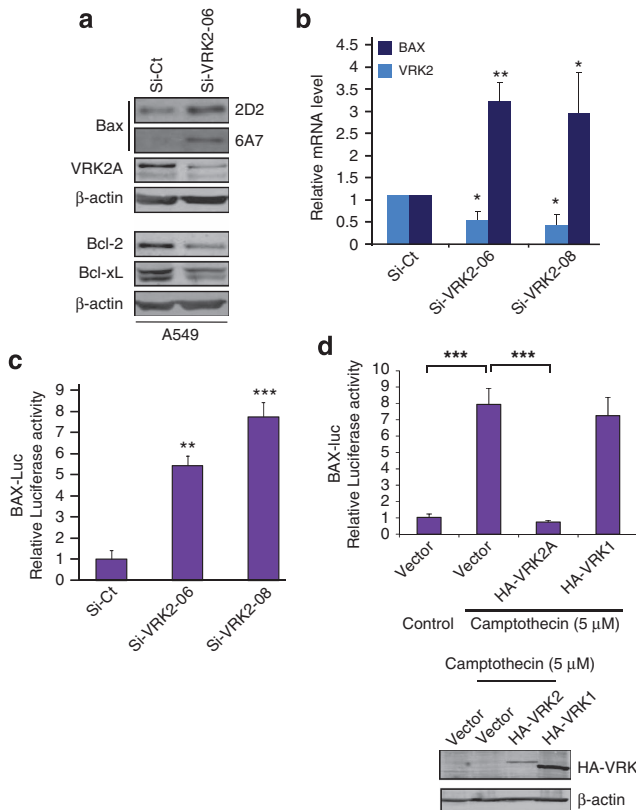 a
Si-Ct
Si-VRK2-06
Bax
2D2
6A7
VRK2A
β-actin
Bcl-2
Bcl-xL
β-actin
A549
b
Relative mRNA level
4.5
4
3.5
3
2.5
2
1.5
1
0.5
0
BAX
VRK2
*
**
*
*
Si-Ct
Si-VRK2-06
Si-VRK2-08
c
BAX-Luc
Relative Luciferase activity
9
8
7
6
5
4
3
2
1
0
**
***
Si-Ct
Si-VRK2-06
Si-VRK2-08
d
BAX-luc
Relative Luciferase activity
10
9
8
7
6
5
4
3
2
1
0
***
***
Vector
Vector
HA-VRK2A
HA-VRK1
Control
Camptothecin (5 μM)
Camptothecin (5 μM)
Vector
Vector
HA-VRK2
HA-VRK1
HA-VRK
β-actin